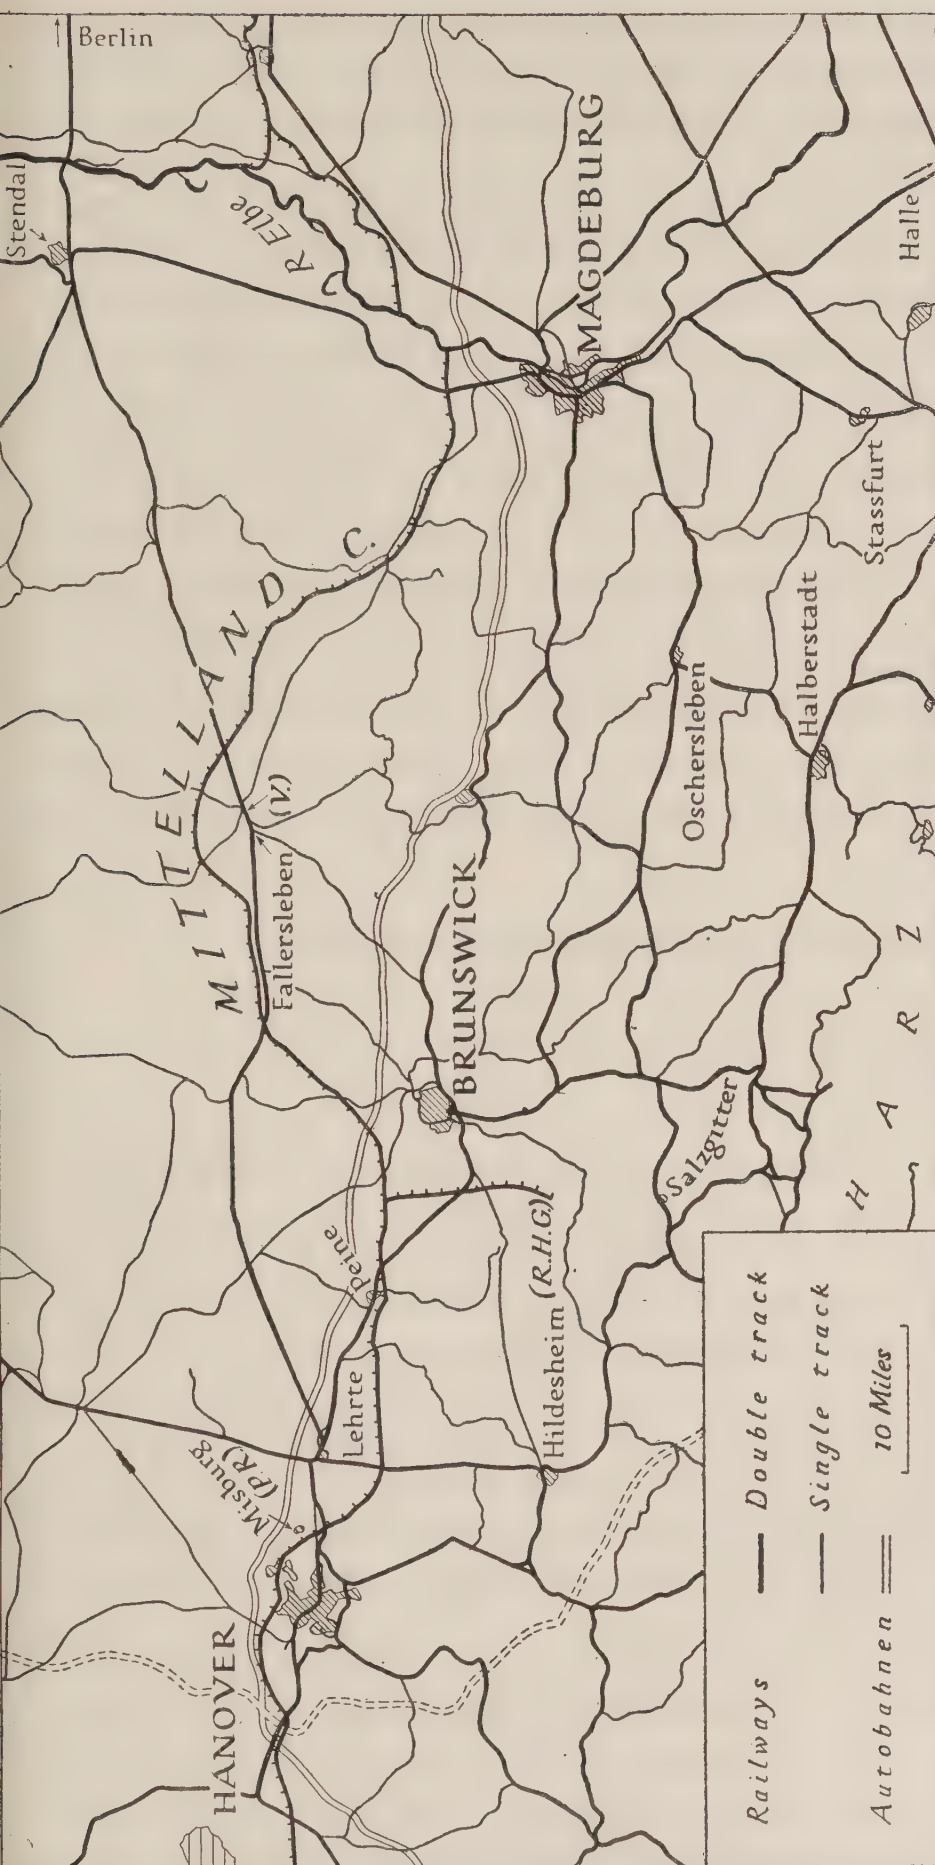 Berlin
Stendal
R Elbe
MAGDEBURG
Halle
MITTELLAND C.
Stassfurt
Halberstadt
Oschersleben
(V.)
Fallersleben
BRUNSWICK
HARZ
Salzgitter
Peine
(R.H.G.)
Hildesheim
Lehrte
Misburg
(P.R.)
HANOVER
Railways
Double track
Single track
Autobahnen
10 Miles